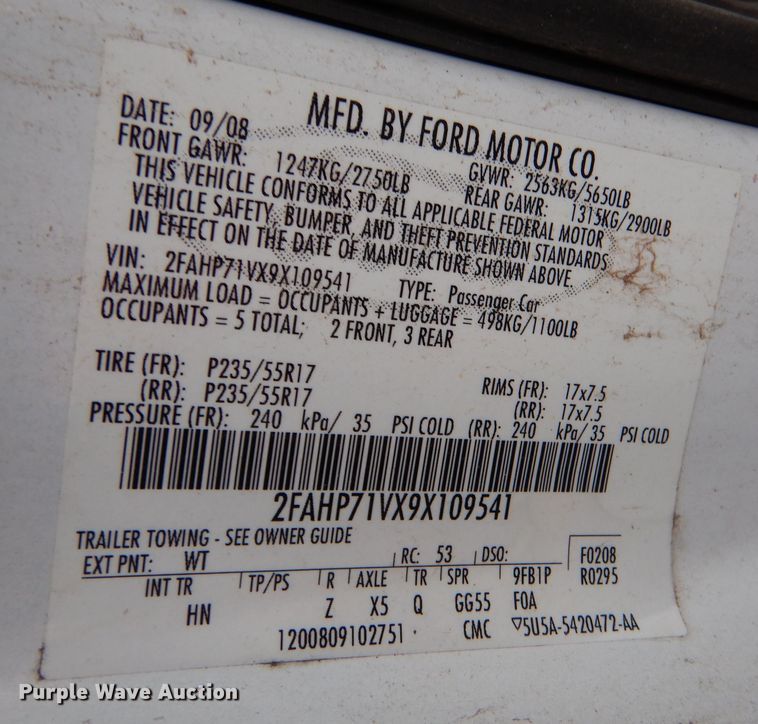 MFD. BY FORD MOTOR CO.
DATE: 09/08 GVWR: 2563KG/5650LB
FRONT GAWR: 1247KG/2750LB REAR GAWR: 1315KG/2900LB
THIS VEHICLE CONFORMS TO ALL APPLICABLE FEDERAL MOTOR
VEHICLE SAFETY, BUMPER, AND THEFT PREVENTION STANDARDS
IN EFFECT ON THE DATE OF MANUFACTURE SHOWN ABOVE.
VIN: 2FAHP71VX9X109541 TYPE: Passenger Car
MAXIMUM LOAD = OCCUPANTS + LUGGAGE = 498KG/1100LB
OCCUPANTS = 5 TOTAL; 2 FRONT, 3 REAR
TIRE (FR): P235/55R17 RIMS (FR): 17x7.5
(RR): P235/55R17 (RR): 17x7.5
PRESSURE (FR): 240 kPa/ 35 PSI COLD (RR): 240 kPa/ 35 PSI COLD
2FAHP71VX9X109541
TRAILER TOWING - SEE OWNER GUIDE
EXT PNT: WT RC: 53 DSO: F0208
INT TR TP/PS R AXLE TR SPR 9FB1P R0295
HN Z X5 Q GG55 FOA
1200809102751 CMC ▽5U5A-5420472-AA
Purple Wave Auction